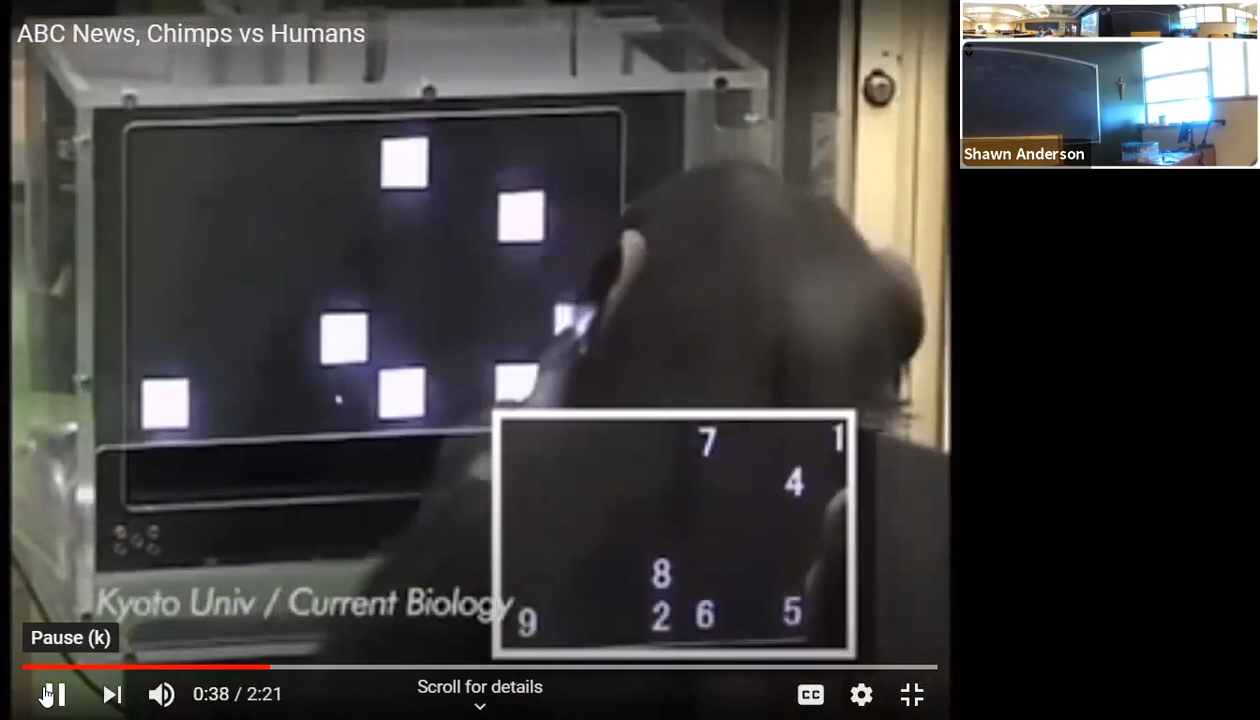 ABC News, Chimps vs Humans
Shawn Anderson
7 1
4
8
2 6 5
9
Kyoto Univ / Current Biology
Pause (k)
0:38 / 2:21
Scroll for details
CC